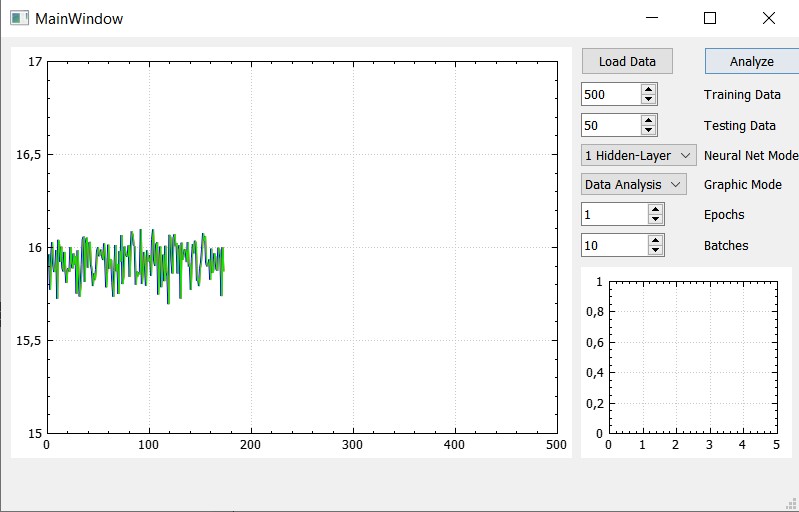 MainWindow
Load Data
Analyze
500
Training Data
50
Testing Data
1 Hidden-Layer
Neural Net Mode
Data Analysis
Graphic Mode
1
Epochs
10
Batches
17
16,5
16
15,5
15
0 100 200 300 400 500
1
0,8
0,6
0,4
0,2
0
0 1 2 3 4 5